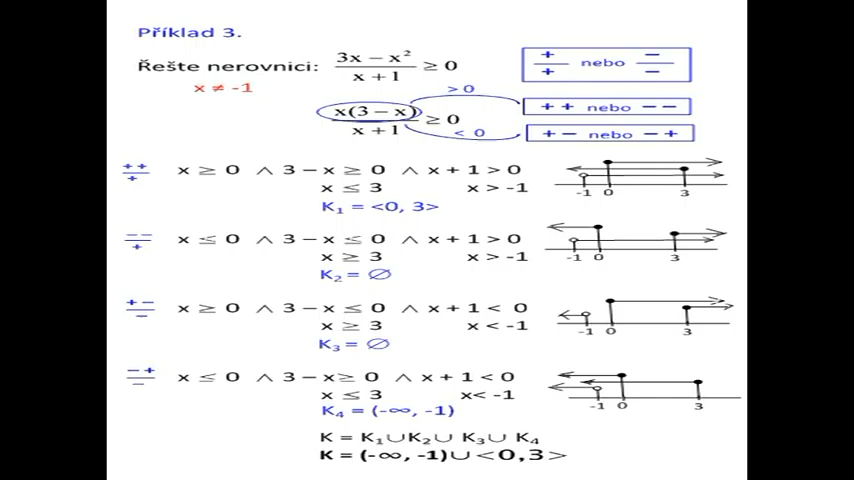 Příklad 3.
Řešte nerovnici: (3x − x²)/(x + 1) ≥ 0
+/+ nebo −/−
x ≠ -1
> 0
x(3 − x)/(x + 1) ≥ 0
+ + nebo − −
< 0
+ − nebo − +
++/+ x ≥ 0 ∧ 3 − x ≥ 0 ∧ x + 1 > 0
x ≤ 3 x > -1
-1 0 3
K₁ = <0, 3>
−−/+ x ≤ 0 ∧ 3 − x ≤ 0 ∧ x + 1 > 0
x ≥ 3 x > -1
-1 0 3
K₂ = ∅
+−/− x ≥ 0 ∧ 3 − x ≤ 0 ∧ x + 1 < 0
x ≥ 3 x < -1
-1 0 3
K₃ = ∅
−+/− x ≤ 0 ∧ 3 − x ≥ 0 ∧ x + 1 < 0
x ≤ 3 x < -1
-1 0 3
K₄ = (-∞, -1)
K = K₁∪K₂∪ K₃∪ K₄
K = (-∞, -1)∪<0,3>